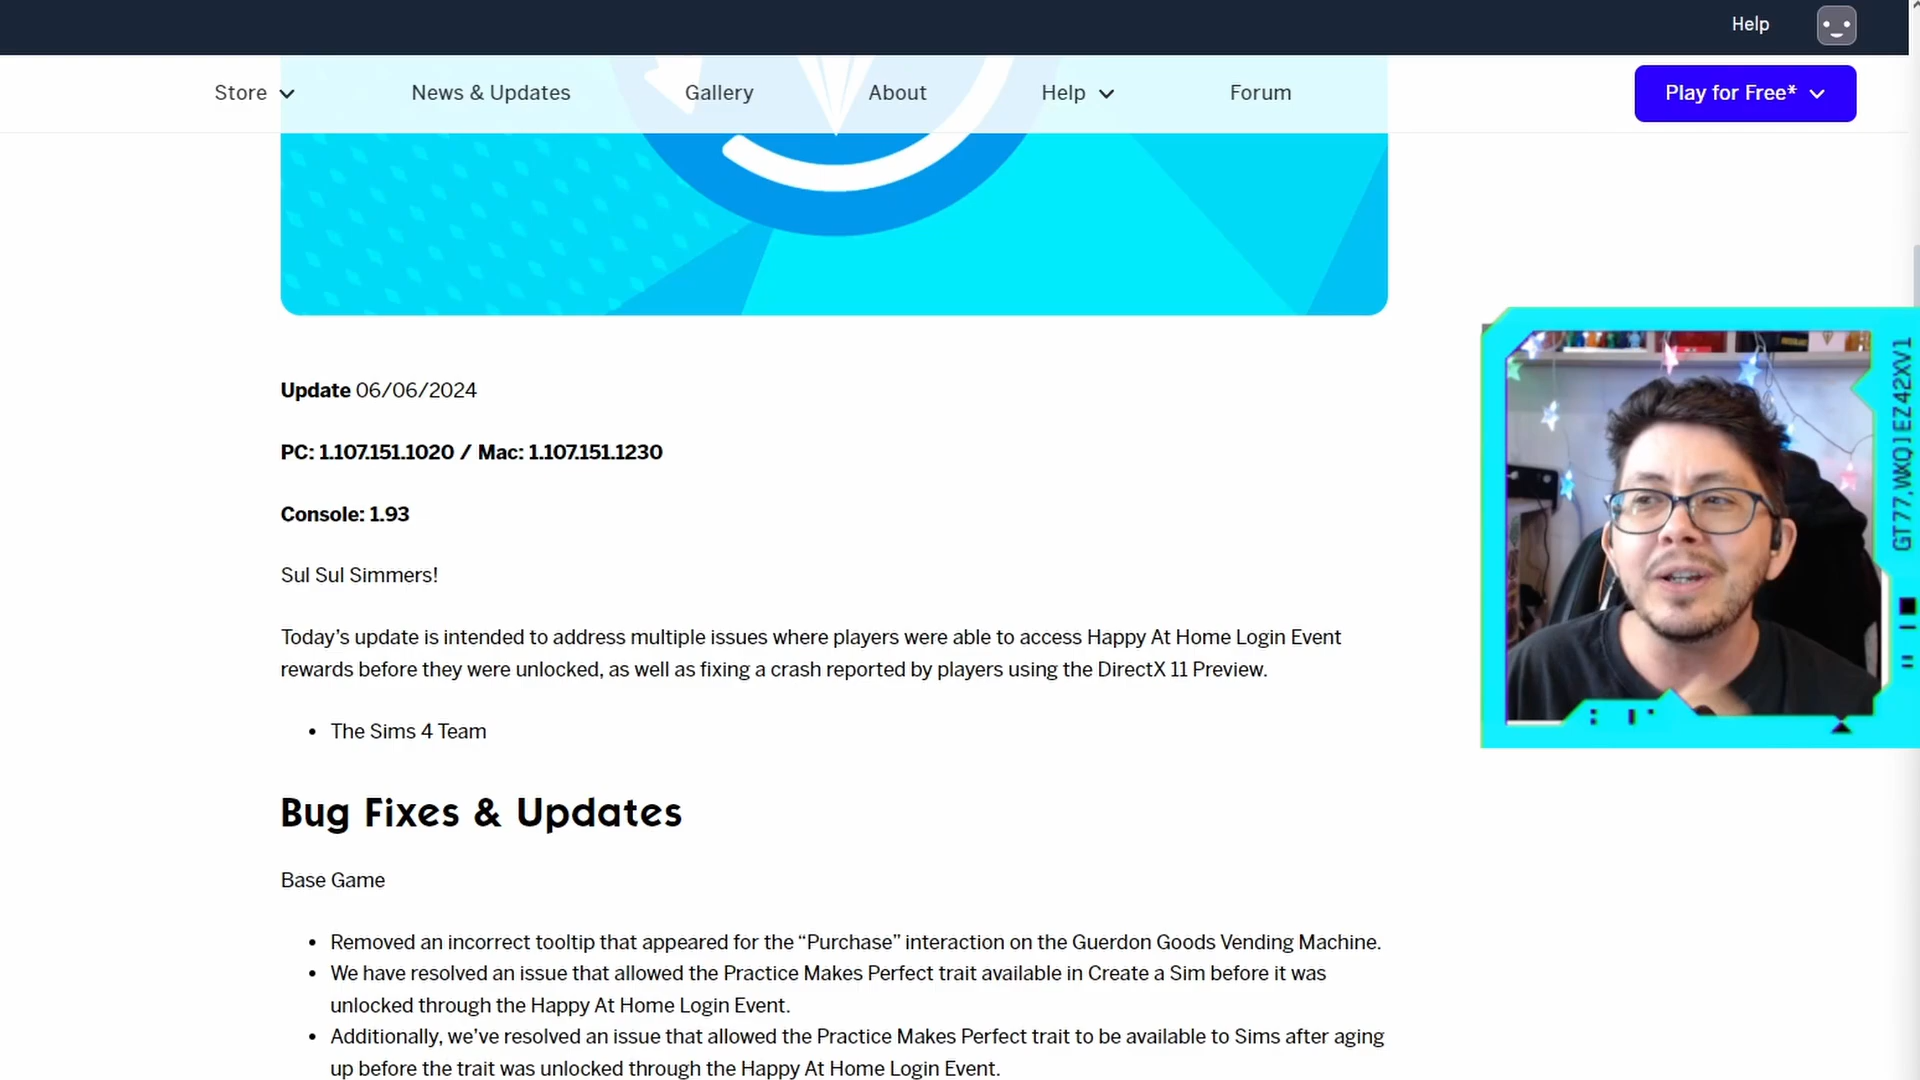 Help
Store
News & Updates
Gallery
About
Help
Forum
Play for Free*
Update 06/06/2024
PC: 1.107.151.1020 / Mac: 1.107.151.1230
Console: 1.93
Sul Sul Simmers!
Today’s update is intended to address multiple issues where players were able to access Happy At Home Login Event
rewards before they were unlocked, as well as fixing a crash reported by players using the DirectX 11 Preview.
• The Sims 4 Team
Bug Fixes & Updates
Base Game
• Removed an incorrect tooltip that appeared for the “Purchase” interaction on the Guerdon Goods Vending Machine.
• We have resolved an issue that allowed the Practice Makes Perfect trait available in Create a Sim before it was
unlocked through the Happy At Home Login Event.
• Additionally, we’ve resolved an issue that allowed the Practice Makes Perfect trait to be available to Sims after aging
up before the trait was unlocked through the Happy At Home Login Event.